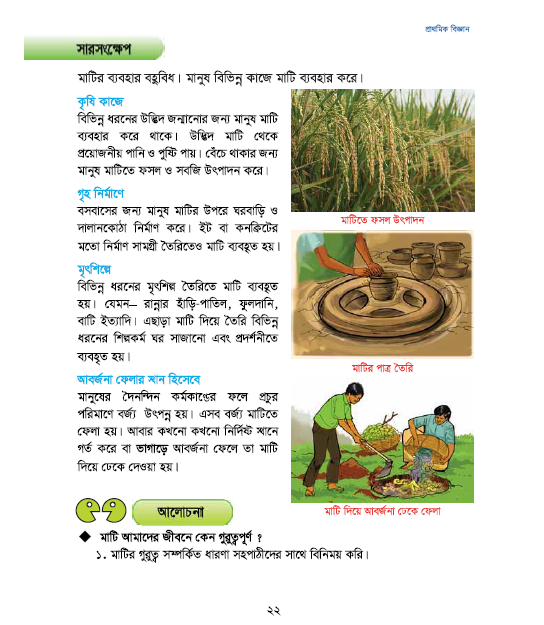 প্রাথমিক বিজ্ঞান
সারসংক্ষেপ
মাটির ব্যবহার বহুবিধ। মানুষ বিভিন্ন কাজে মাটি ব্যবহার করে।
কৃষি কাজে
বিভিন্ন ধরনের উদ্ভিদ জন্মানোর জন্য মানুষ মাটি
ব্যবহার করে থাকে। উদ্ভিদ মাটি থেকে
প্রয়োজনীয় পানি ও পুষ্টি পায়। বেঁচে থাকার জন্য
মানুষ মাটিতে ফসল ও সবজি উৎপাদন করে।
মাটিতে ফসল উৎপাদন
গৃহ নির্মাণে
বসবাসের জন্য মানুষ মাটির উপরে ঘরবাড়ি ও
দালানকোঠা নির্মাণ করে। ইট বা কনক্রিটের
মতো নির্মাণ সামগ্রী তৈরিতেও মাটি ব্যবহৃত হয়।
মৃৎশিল্পে
বিভিন্ন ধরনের মৃৎশিল্প তৈরিতে মাটি ব্যবহৃত
হয়। যেমন— রান্নার হাঁড়ি-পাতিল, ফুলদানি,
বাটি ইত্যাদি। এছাড়া মাটি দিয়ে তৈরি বিভিন্ন
ধরনের শিল্পকর্ম ঘর সাজানো এবং প্রদর্শনীতে
ব্যবহৃত হয়।
মাটির পাত্র তৈরি
আবর্জনা ফেলার স্থান হিসেবে
মানুষের দৈনন্দিন কর্মকাণ্ডের ফলে প্রচুর
পরিমাণে বর্জ্য উৎপন্ন হয়। এসব বর্জ্য মাটিতে
ফেলা হয়। আবার কখনো কখনো নির্দিষ্ট স্থানে
গর্ত করে বা ভাগাড়ে আবর্জনা ফেলে তা মাটি
দিয়ে ঢেকে দেওয়া হয়।
মাটি দিয়ে আবর্জনা ঢেকে ফেলা
আলোচনা
◆ মাটি আমাদের জীবনে কেন গুরুত্বপূর্ণ ?
১. মাটির গুরুত্ব সম্পর্কিত ধারণা সহপাঠীদের সাথে বিনিময় করি।
২২